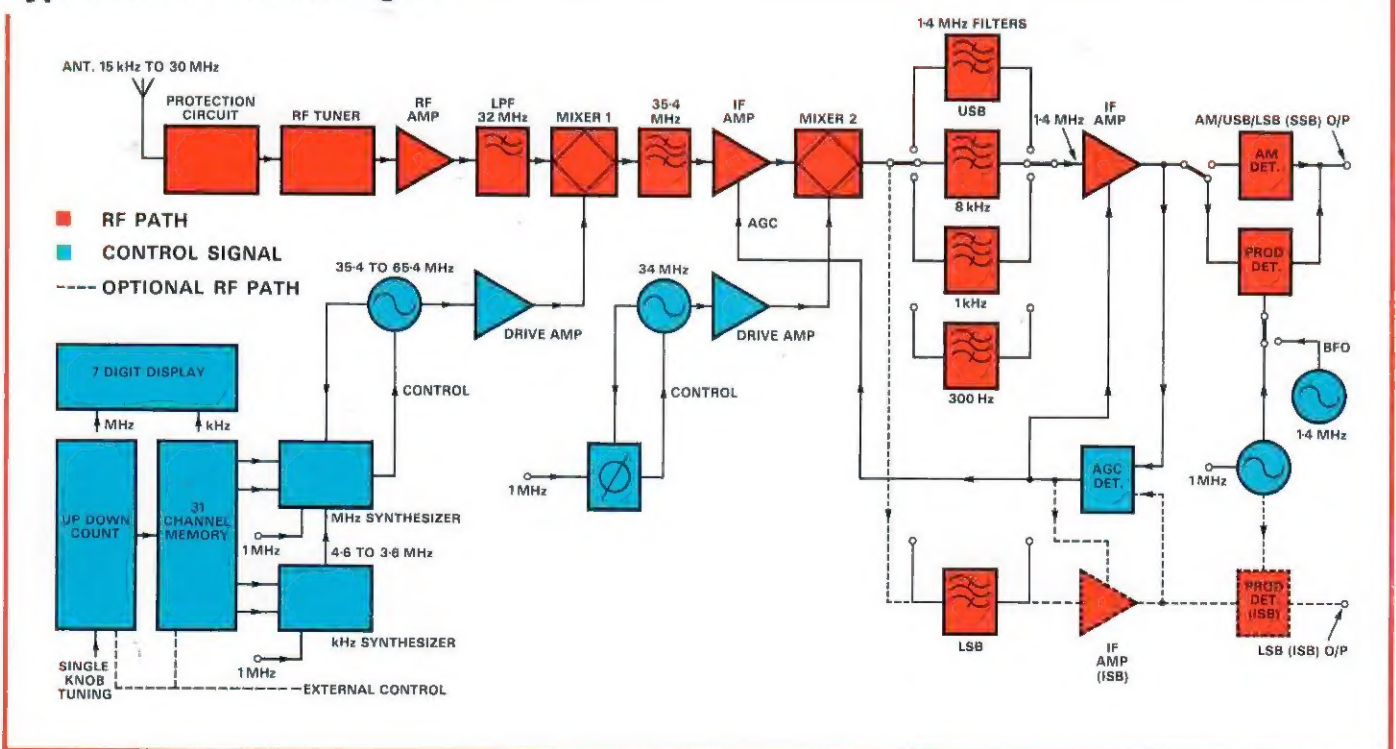 1·4 MHz FILTERS
ANT. 15 kHz TO 30 MHz
PROTECTION
CIRCUIT
RF TUNER
RF
AMP
LPF
32 MHz
MIXER 1
35·4
MHz
IF
AMP
MIXER 2
USB
8 kHz
1 kHz
300 Hz
1·4 MHz
IF
AMP
AM/USB/LSB (SSB) O/P
AM
DET.
PROD
DET.
RF PATH
CONTROL SIGNAL
OPTIONAL RF PATH
AGC
35·4 TO 65·4 MHz
DRIVE AMP
34 MHz
DRIVE AMP
CONTROL
CONTROL
1 MHz
BFO
1·4 MHz
1 MHz
AGC
DET.
7 DIGIT DISPLAY
MHz
kHz
UP DOWN
COUNT
31
CHANNEL
MEMORY
MHz SYNTHESIZER
1 MHz
4·6 TO 3·6 MHz
kHz SYNTHESIZER
1 MHz
SINGLE
KNOB
TUNING
EXTERNAL CONTROL
LSB
IF
AMP
(ISB)
PROD
DET.
(ISB)
LSB (ISB) O/P